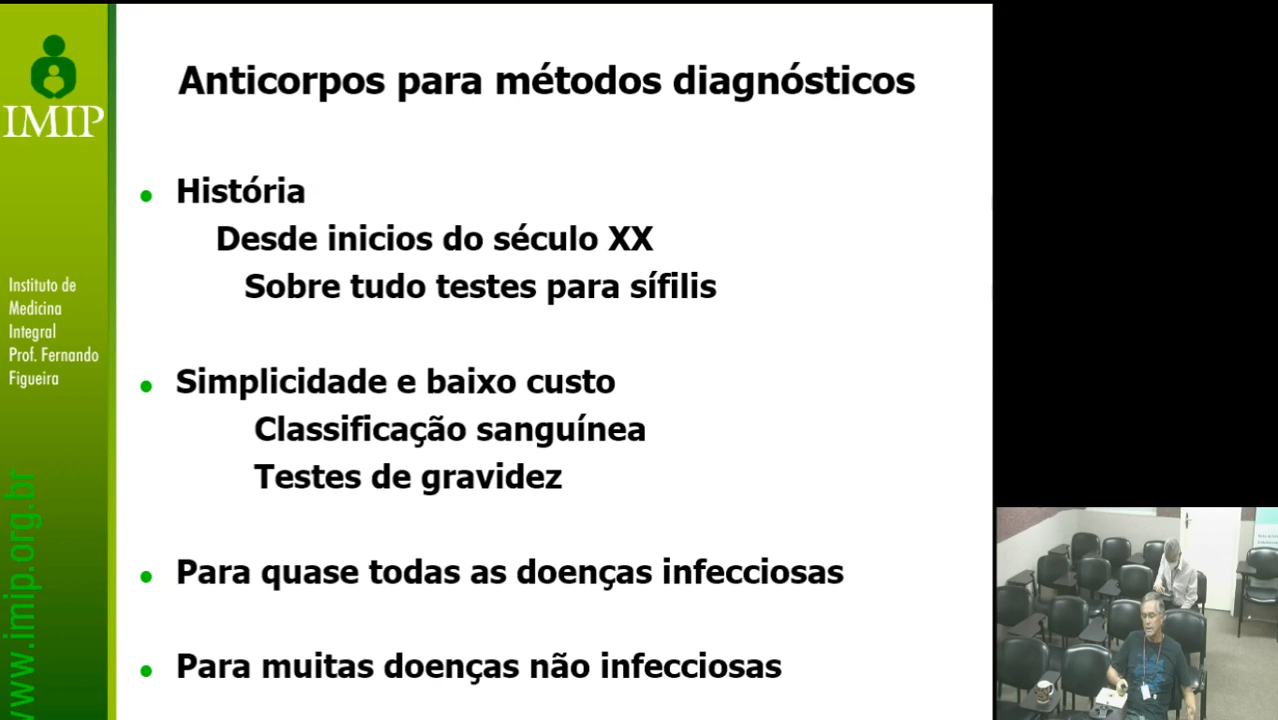 IMIP
Instituto de
Medicina
Integral
Prof. Fernando
Figueira
www.imip.org.br
Anticorpos para métodos diagnósticos
• História
Desde inicios do século XX
Sobre tudo testes para sífilis
• Simplicidade e baixo custo
Classificação sanguínea
Testes de gravidez
• Para quase todas as doenças infecciosas
• Para muitas doenças não infecciosas